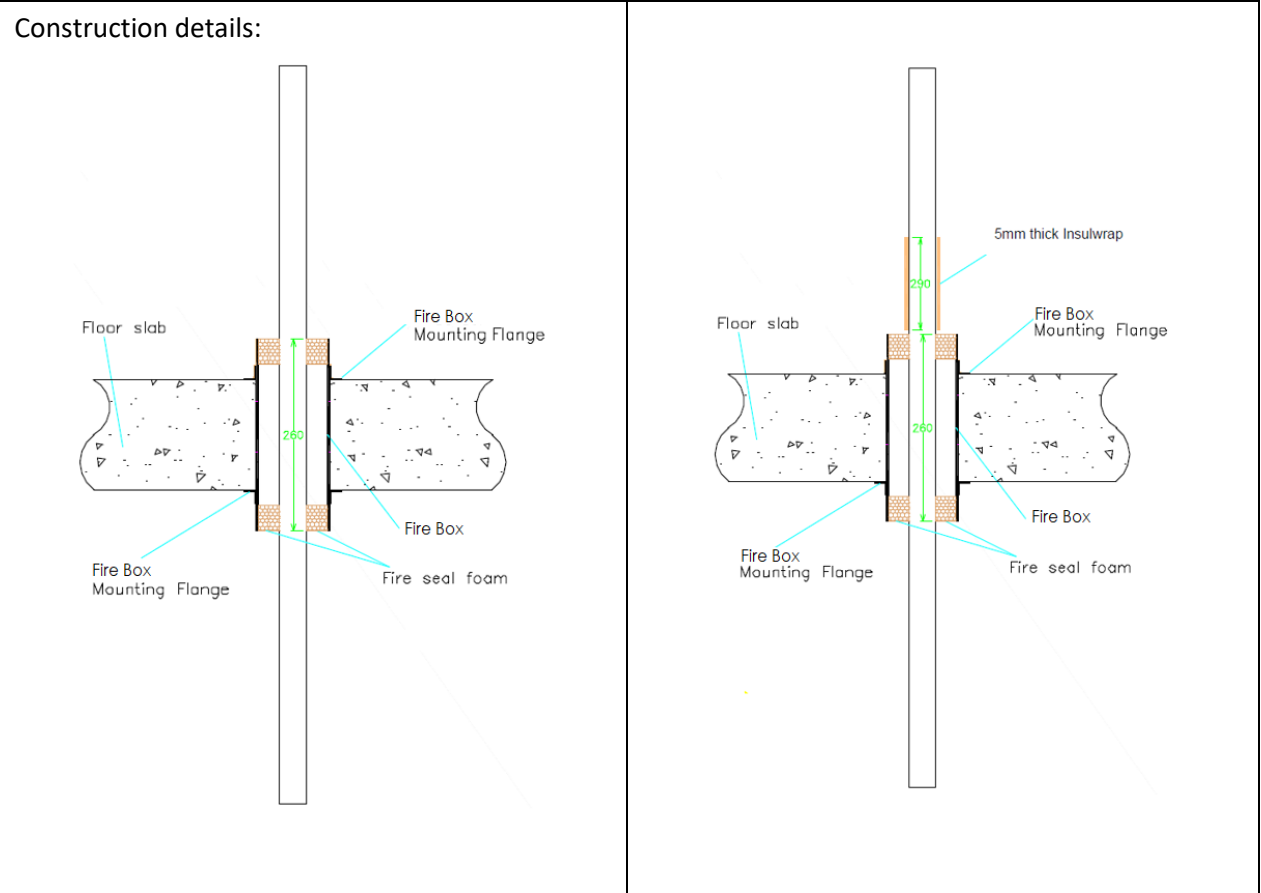 Construction details:
Floor slab
Fire Box
Mounting Flange
260
Fire Box
Fire Box
Mounting Flange
Fire seal foam
5mm thick Insulwrap
290
Floor slab
Fire Box
Mounting Flange
260
Fire Box
Fire Box
Mounting Flange
Fire seal foam